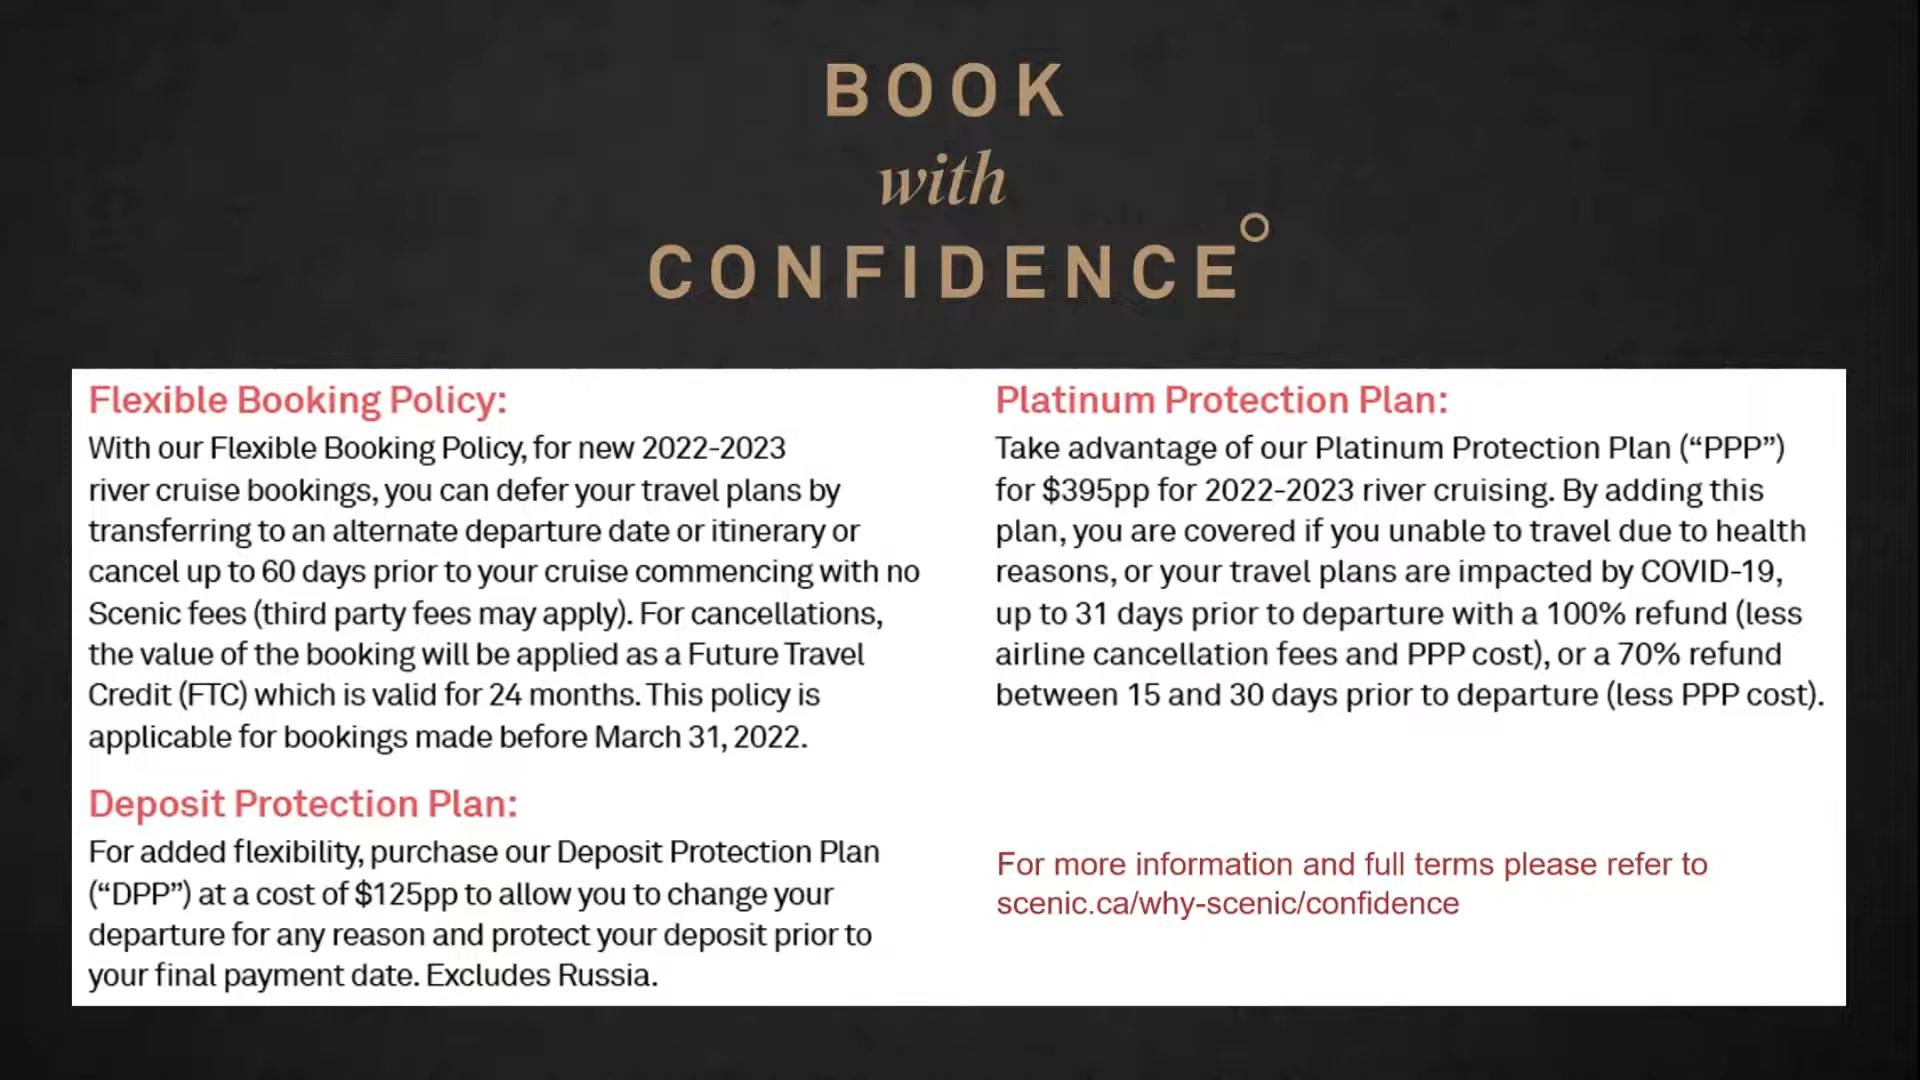 BOOK
with
CONFIDENCE
Flexible Booking Policy:
With our Flexible Booking Policy, for new 2022-2023
river cruise bookings, you can defer your travel plans by
transferring to an alternate departure date or itinerary or
cancel up to 60 days prior to your cruise commencing with no
Scenic fees (third party fees may apply). For cancellations,
the value of the booking will be applied as a Future Travel
Credit (FTC) which is valid for 24 months. This policy is
applicable for bookings made before March 31, 2022.
Deposit Protection Plan:
For added flexibility, purchase our Deposit Protection Plan
(“DPP”) at a cost of $125pp to allow you to change your
departure for any reason and protect your deposit prior to
your final payment date. Excludes Russia.
Platinum Protection Plan:
Take advantage of our Platinum Protection Plan (“PPP”)
for $395pp for 2022-2023 river cruising. By adding this
plan, you are covered if you unable to travel due to health
reasons, or your travel plans are impacted by COVID-19,
up to 31 days prior to departure with a 100% refund (less
airline cancellation fees and PPP cost), or a 70% refund
between 15 and 30 days prior to departure (less PPP cost).
For more information and full terms please refer to
scenic.ca/why-scenic/confidence